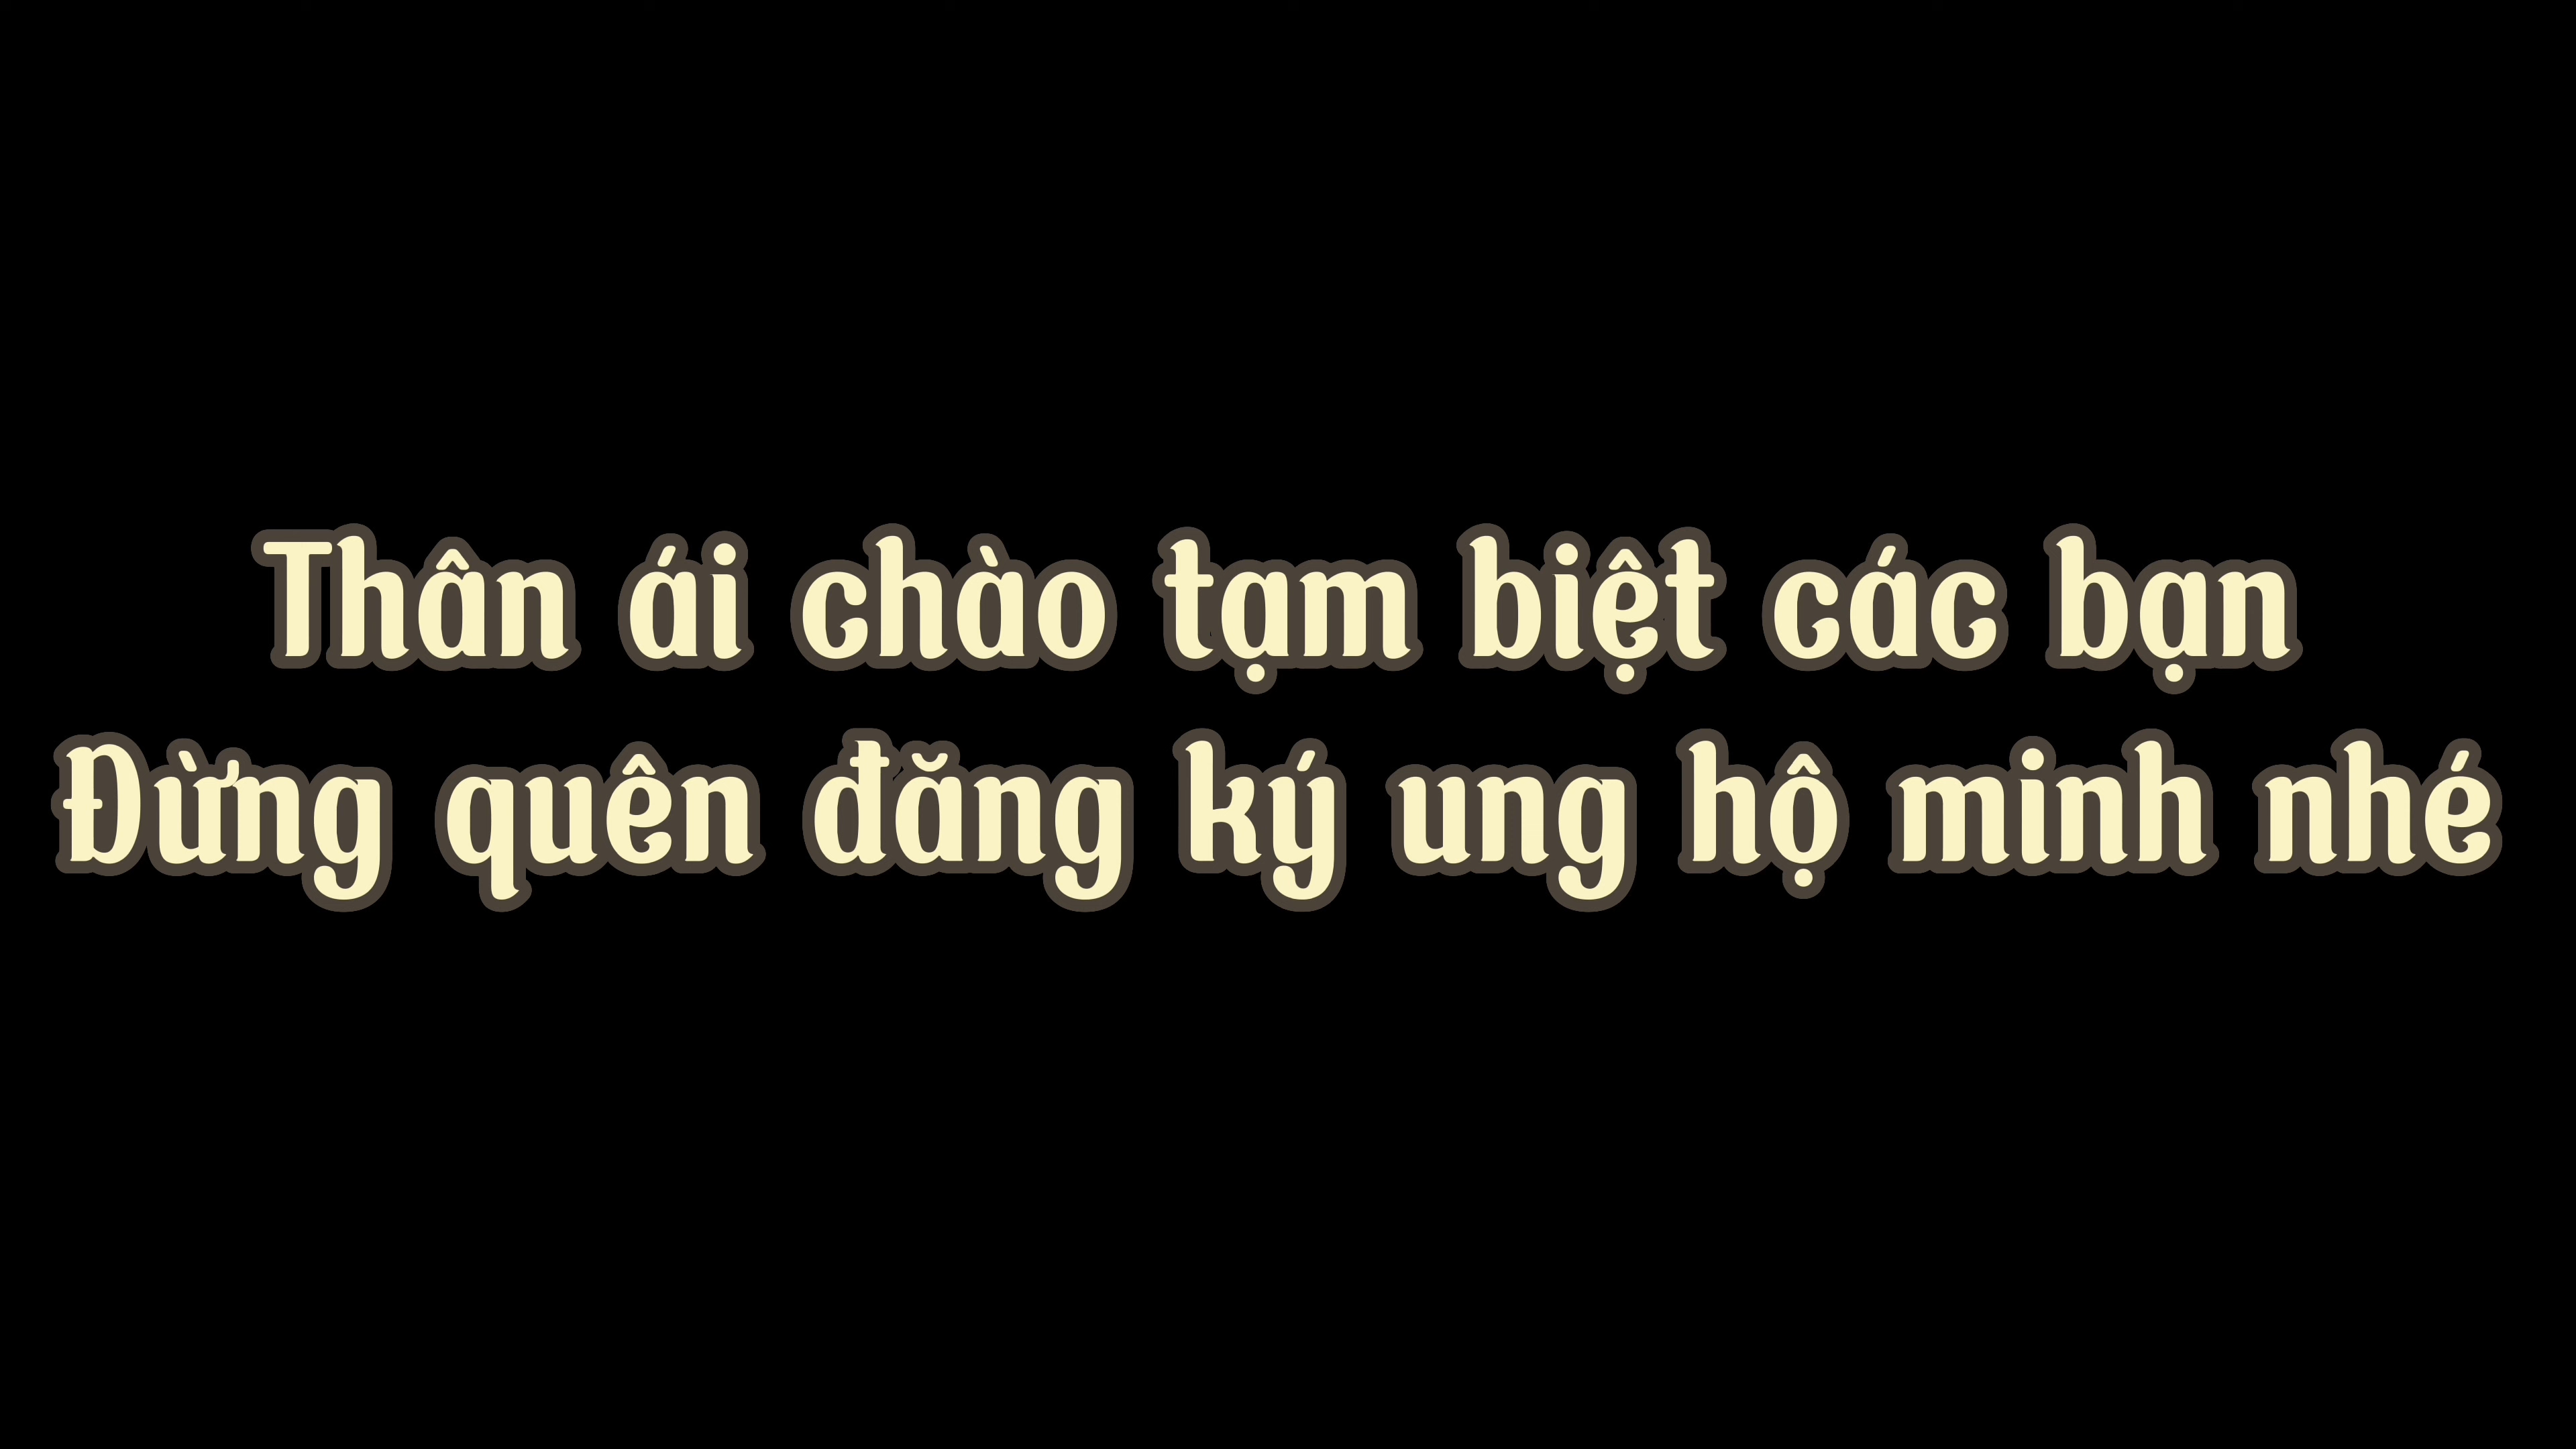 Thân ái chào tạm biệt các bạn
Đừng quên đăng ký ung hộ minh nhé